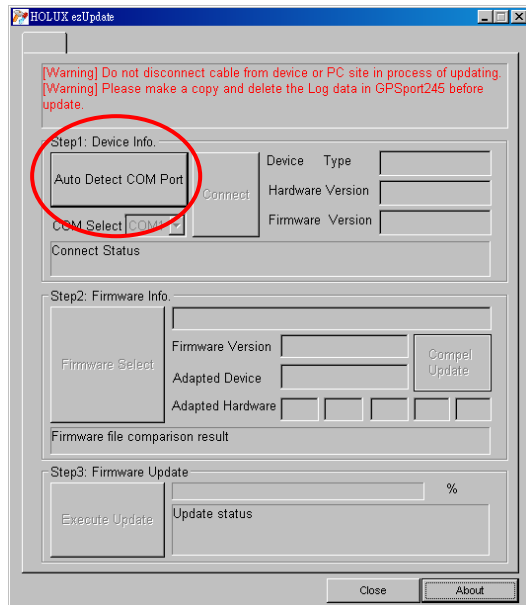 HOLUX ezUpdate
[Warning] Do not disconnect cable from device or PC site in process of updating.
[Warning] Please make a copy and delete the Log data in GPSport245 before
update.
Step1: Device Info.
Auto Detect COM Port
Connect
COM Select COM1
Device Type
Hardware Version
Firmware Version
Connect Status
Step2: Firmware Info.
Firmware Select
Firmware Version
Adapted Device
Adapted Hardware
Compel
Update
Firmware file comparison result
Step3: Firmware Update
Execute Update
%
Update status
Close
About